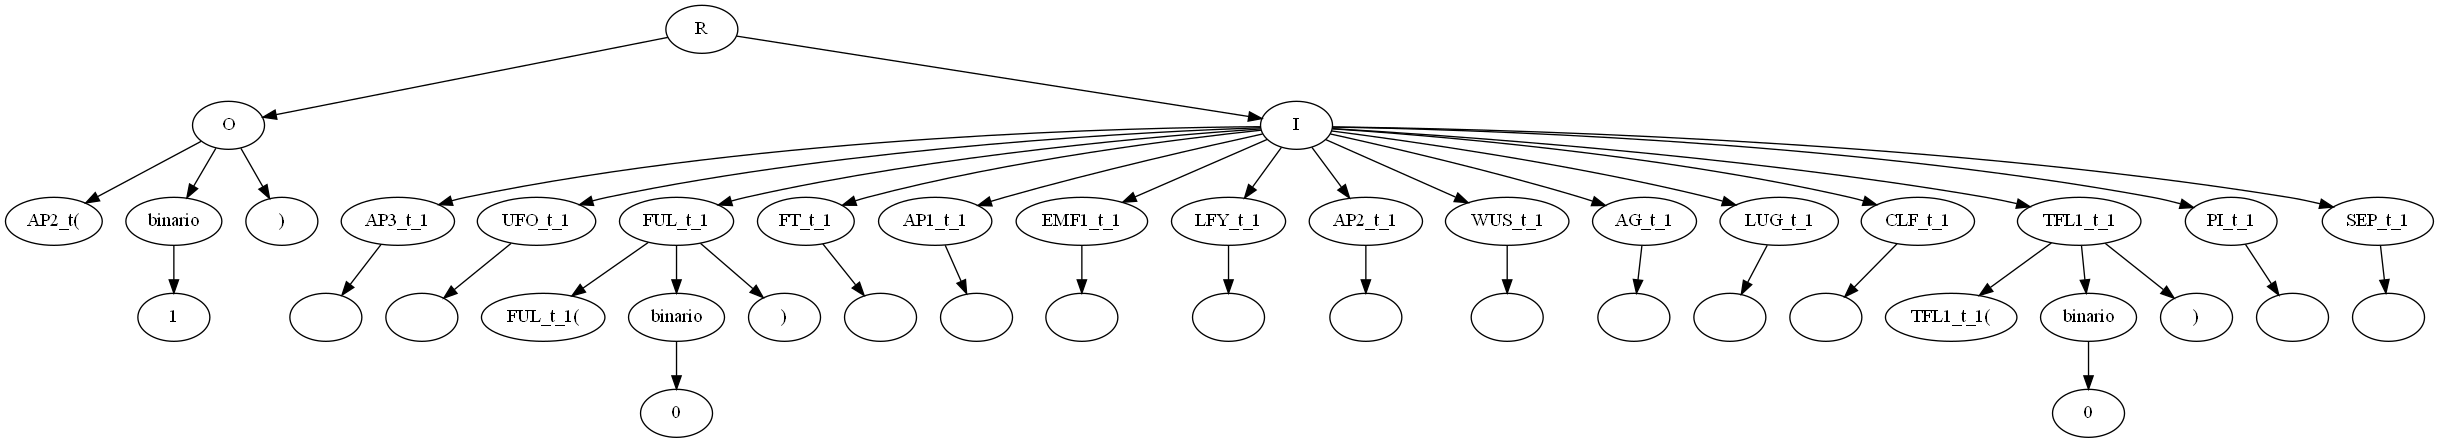 R
O I
AP2_t( binario ) AP3_t_1 UFO_t_1 FUL_t_1 FT_t_1 AP1_t_1 EMF1_t_1 LFY_t_1 AP2_t_1 WUS_t_1 AG_t_1 LUG_t_1 CLF_t_1 TFL1_t_1 PI_t_1 SEP_t_1
1 FUL_t_1( binario ) TFL1_t_1( binario )
0 0